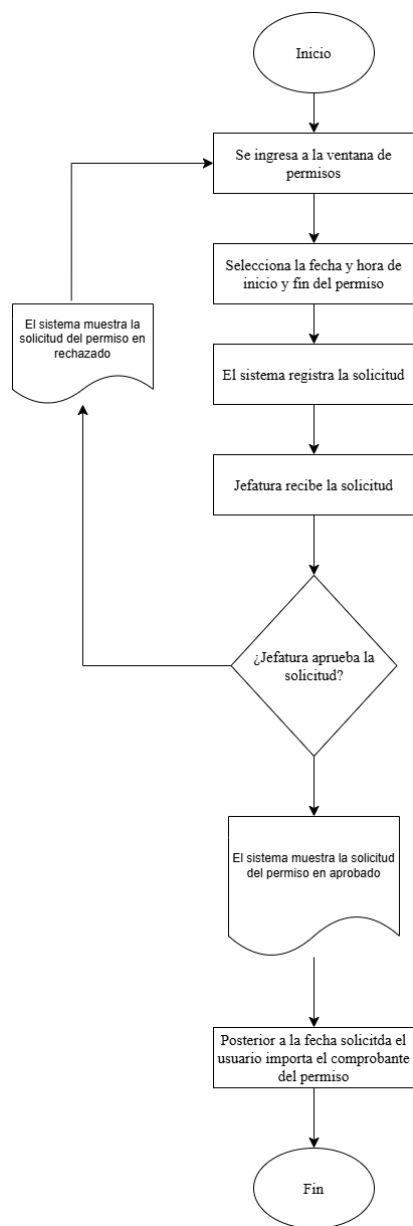 Inicio
Se ingresa a la ventana de
permisos
Selecciona la fecha y hora de
inicio y fin del permiso
El sistema muestra la
solicitud del permiso en
rechazado
El sistema registra la solicitud
Jefatura recibe la solicitud
¿Jefatura aprueba la
solicitud?
El sistema muestra la solicitud
del permiso en aprobado
Posterior a la fecha solicitda el
usuario importa el comprobante
del permiso
Fin